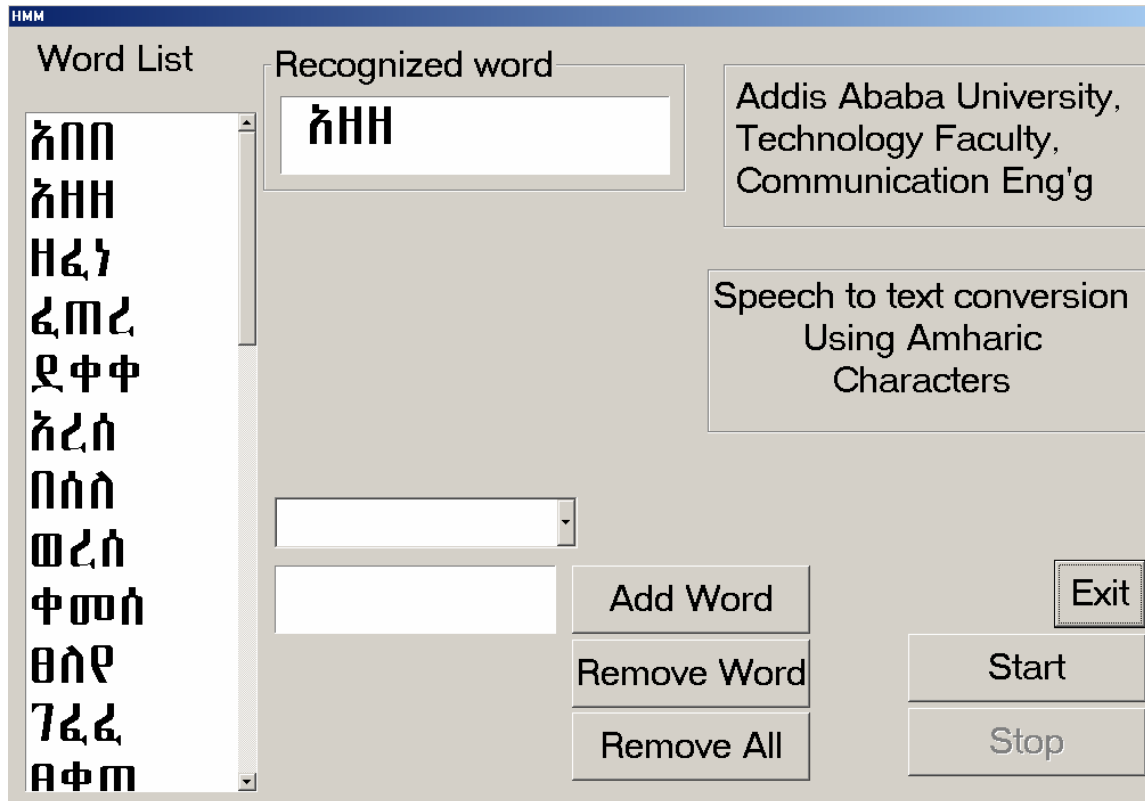 HMM
Word List
አበበ
አዘዘ
ዘፈነ
ፈጠረ
ደቀቀ
አረሰ
በሰለ
ወረሰ
ቀመሰ
ፀለየ
ገፈፈ
Recognized word
አዘዘ
Addis Ababa University,
Technology Faculty,
Communication Eng'g
Speech to text conversion
Using Amharic
Characters
Add Word
Remove Word
Remove All
Exit
Start
Stop